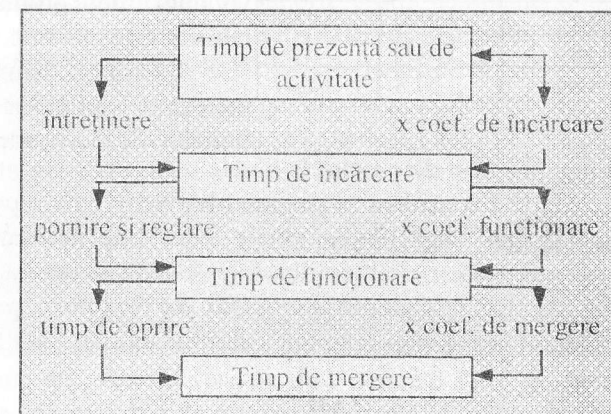 Timp de prezență sau de
activitate
întreținere
x coef. de încărcare
Timp de încărcare
pornire și reglare
x coef. funcționare
Timp de funcționare
timp de oprire
x coef. de mergere
Timp de mergere